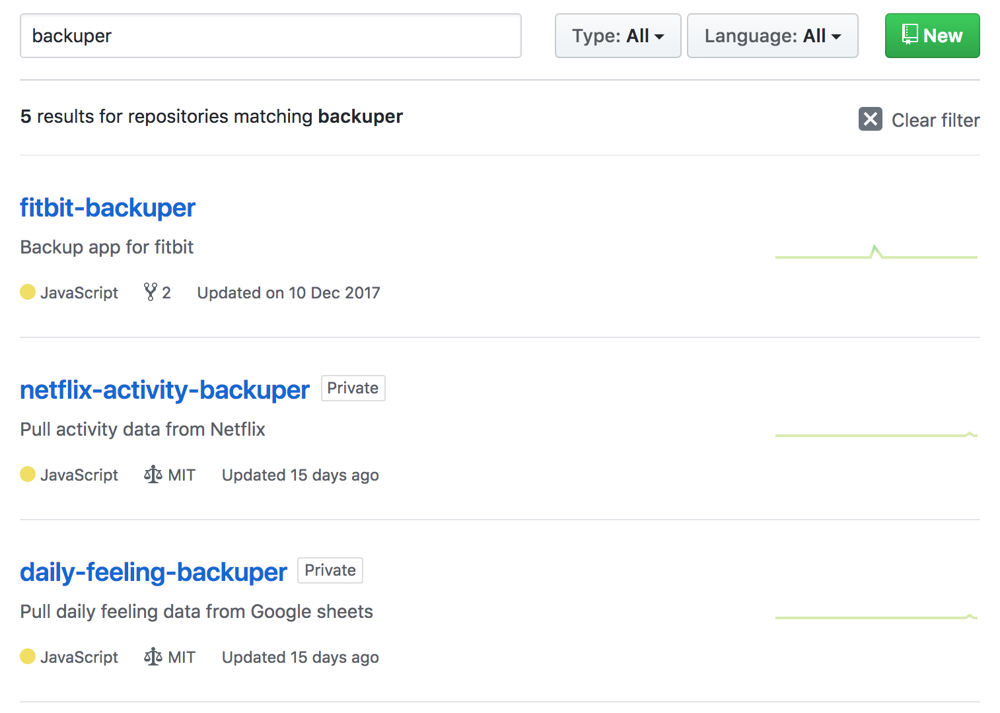 backuper
Type: All
Language: All
New
5 results for repositories matching backuper
Clear filter
fitbit-backuper
Backup app for fitbit
JavaScript 2 Updated on 10 Dec 2017
netflix-activity-backuper Private
Pull activity data from Netflix
JavaScript MIT Updated 15 days ago
daily-feeling-backuper Private
Pull daily feeling data from Google sheets
JavaScript MIT Updated 15 days ago